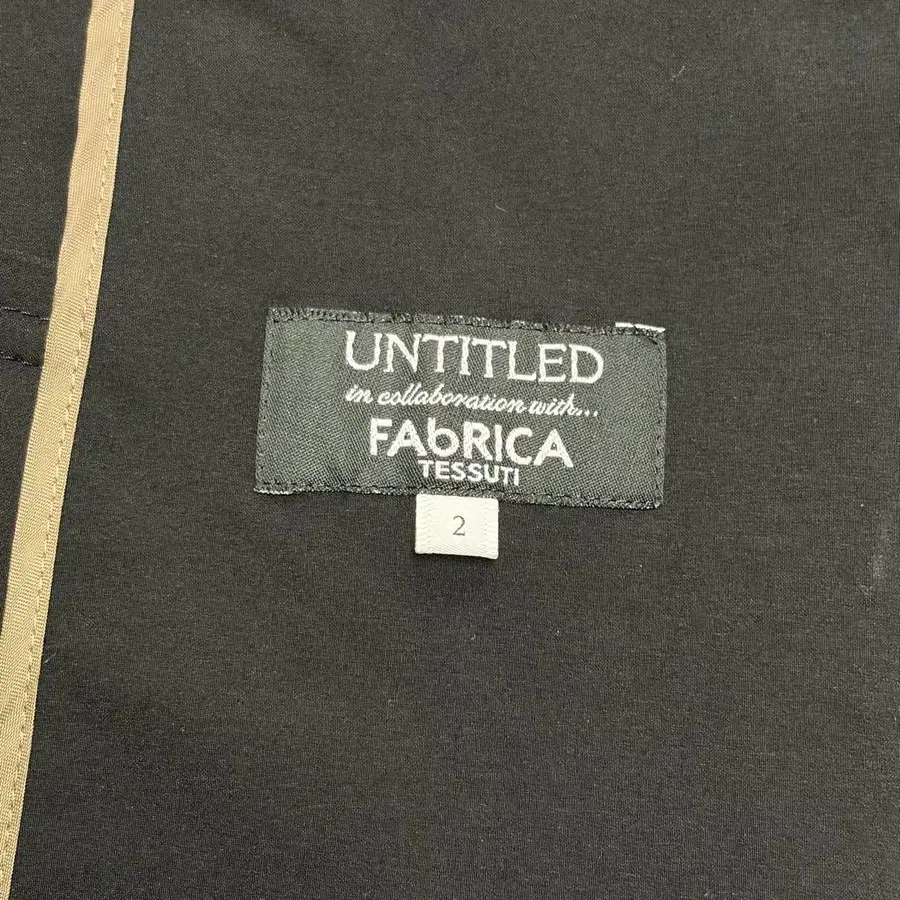 UNTITLED
in collaboration with...
FAbRICA
TESSUTI
2